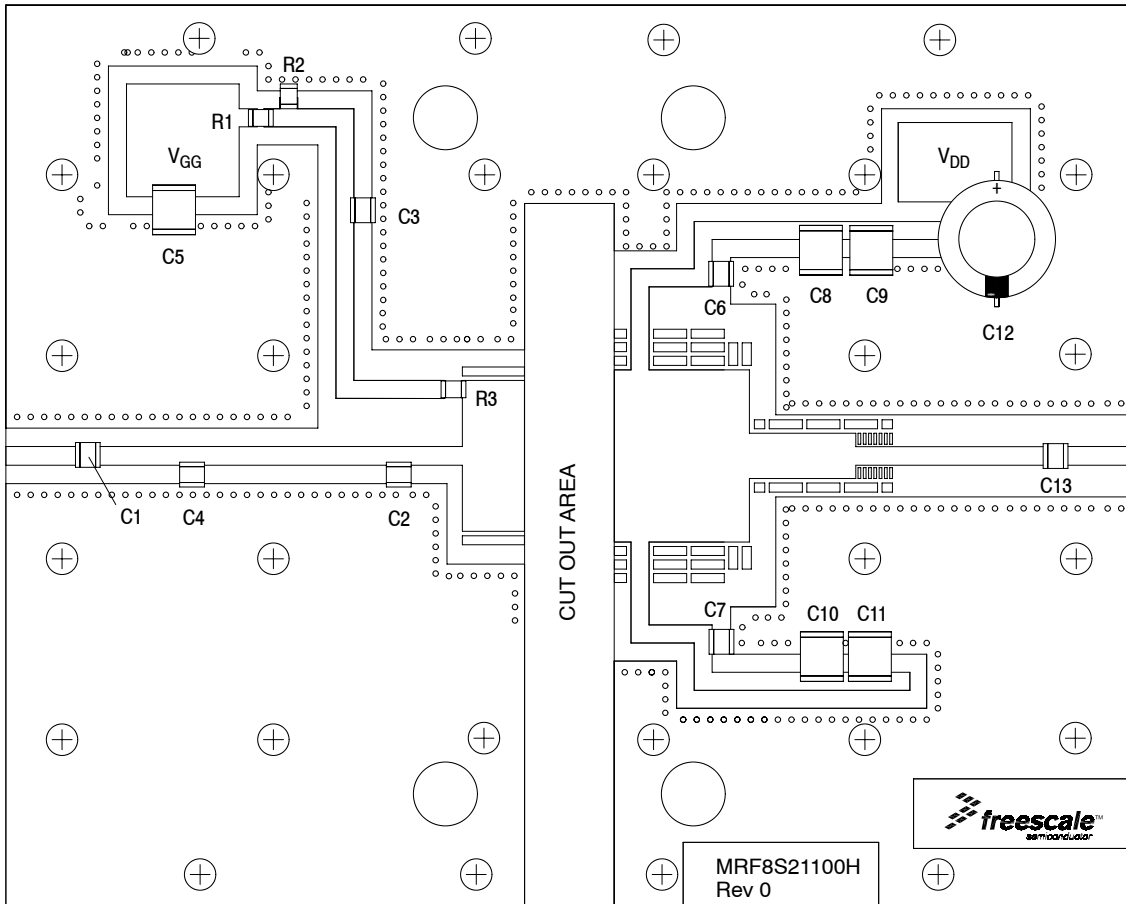 R2
R1
VGG
VDD
C3
C5
C8
C9
C6
C12
R3
C13
C1
C4
C2
CUT OUT AREA
C7
C10
C11
freescale™
semiconductor
MRF8S21100H
Rev 0